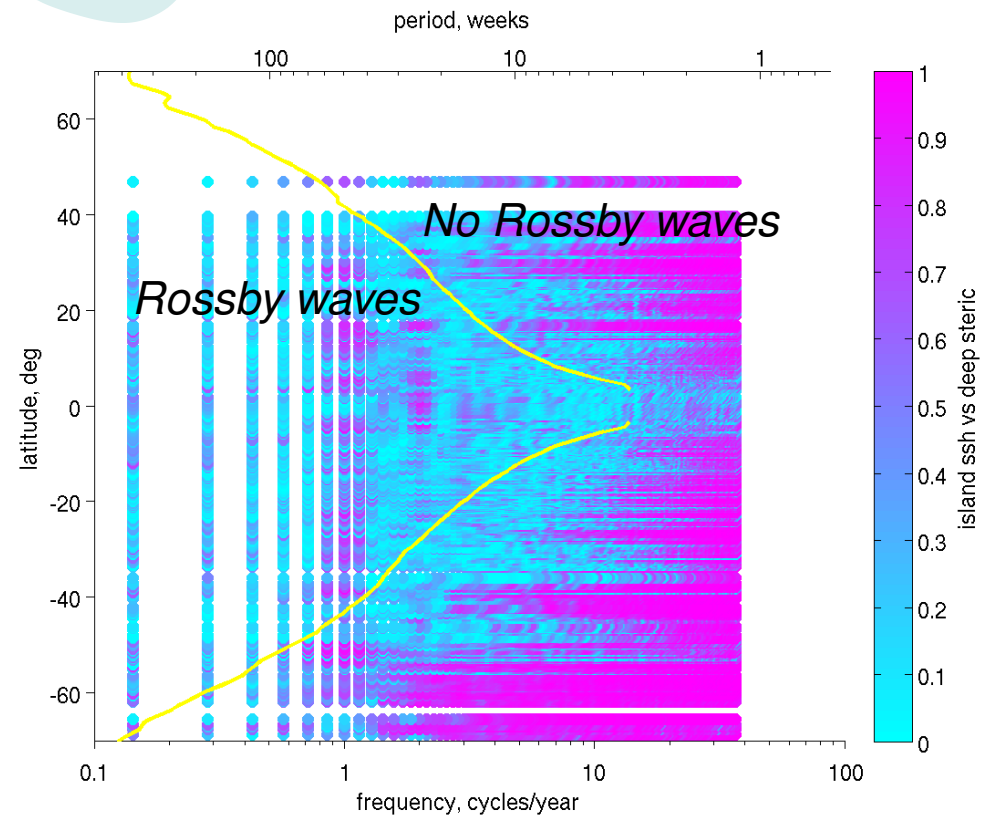 period, weeks
100 10 1
60
40
20
0
-20
-40
-60
latitude, deg
No Rossby waves
Rossby waves
0.1 1 10 100
frequency, cycles/year
1
0.9
0.8
0.7
0.6
0.5
0.4
0.3
0.2
0.1
0
island ssh vs deep steric